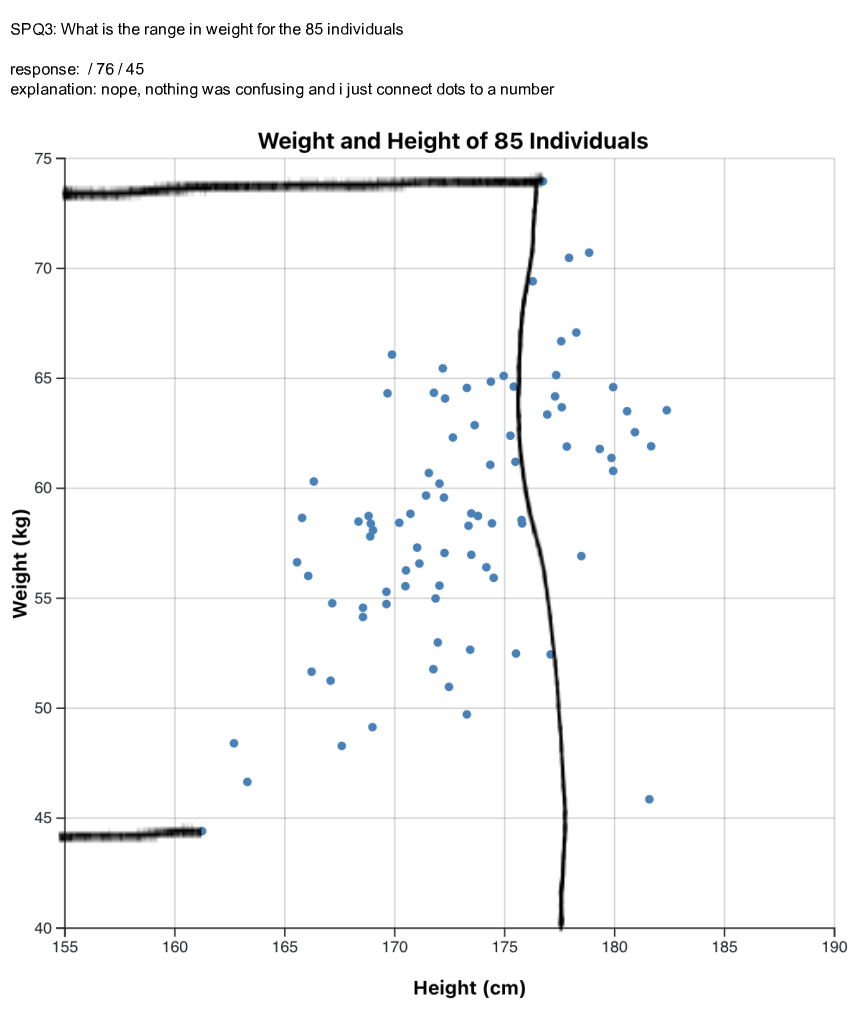 SPQ3: What is the range in weight for the 85 individuals
response:  / 76 / 45
explanation: nope, nothing was confusing and i just connect dots to a number
Weight and Height of 85 Individuals
75
70
65
60
55
50
45
40
Weight (kg)
155 160 165 170 175 180 185 190
Height (cm)